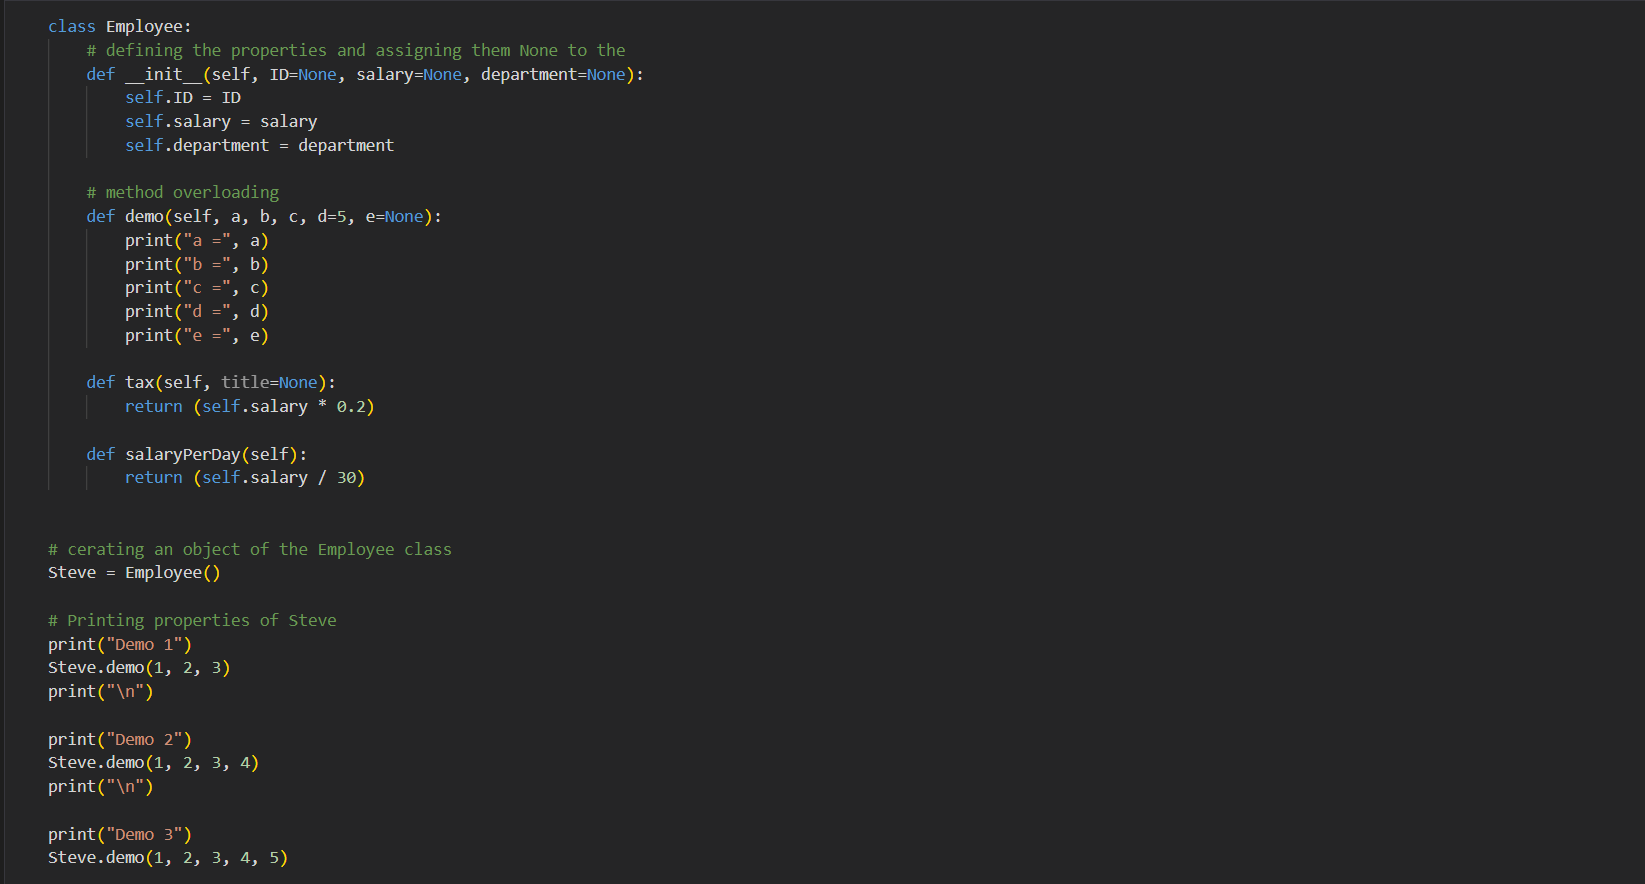 class Employee:
    # defining the properties and assigning them None to the
    def __init__(self, ID=None, salary=None, department=None):
        self.ID = ID
        self.salary = salary
        self.department = department

    # method overloading
    def demo(self, a, b, c, d=5, e=None):
        print("a =", a)
        print("b =", b)
        print("c =", c)
        print("d =", d)
        print("e =", e)

    def tax(self, title=None):
        return (self.salary * 0.2)

    def salaryPerDay(self):
        return (self.salary / 30)


# cerating an object of the Employee class
Steve = Employee()

# Printing properties of Steve
print("Demo 1")
Steve.demo(1, 2, 3)
print("\n")

print("Demo 2")
Steve.demo(1, 2, 3, 4)
print("\n")

print("Demo 3")
Steve.demo(1, 2, 3, 4, 5)